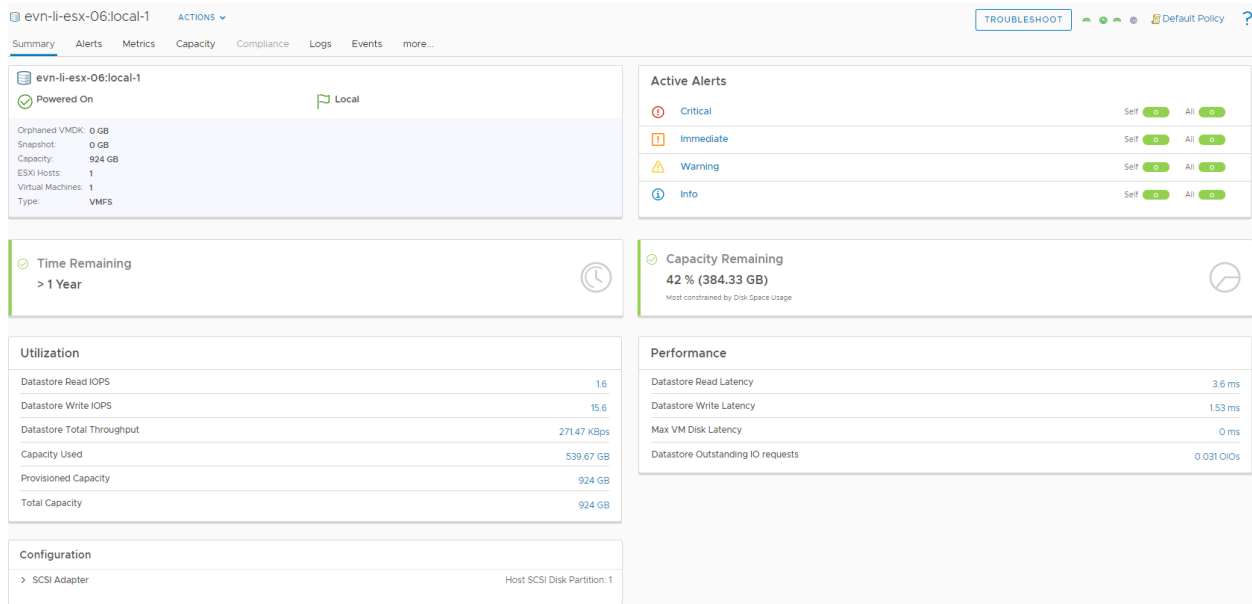 evn-li-esx-06:local-1 ACTIONS TROUBLESHOOT Default Policy ?
Summary Alerts Metrics Capacity Compliance Logs Events more...
evn-li-esx-06:local-1
Powered On Local
Orphaned VMDK: 0 GB
Snapshot: 0 GB
Capacity: 924 GB
ESXi Hosts: 1
Virtual Machines: 1
Type: VMFS
Active Alerts
Critical Self 0 All 0
Immediate Self 0 All 0
Warning Self 0 All 0
Info Self 0 All 0
Time Remaining
> 1 Year
Capacity Remaining
42 % (384.33 GB)
Most constrained by Disk Space Usage
Utilization
Datastore Read IOPS 1.6
Datastore Write IOPS 15.6
Datastore Total Throughput 271.47 KBps
Capacity Used 539.67 GB
Provisioned Capacity 924 GB
Total Capacity 924 GB
Performance
Datastore Read Latency 3.6 ms
Datastore Write Latency 1.53 ms
Max VM Disk Latency 0 ms
Datastore Outstanding IO requests 0.031 OIOs
Configuration
> SCSI Adapter Host SCSI Disk Partition: 1